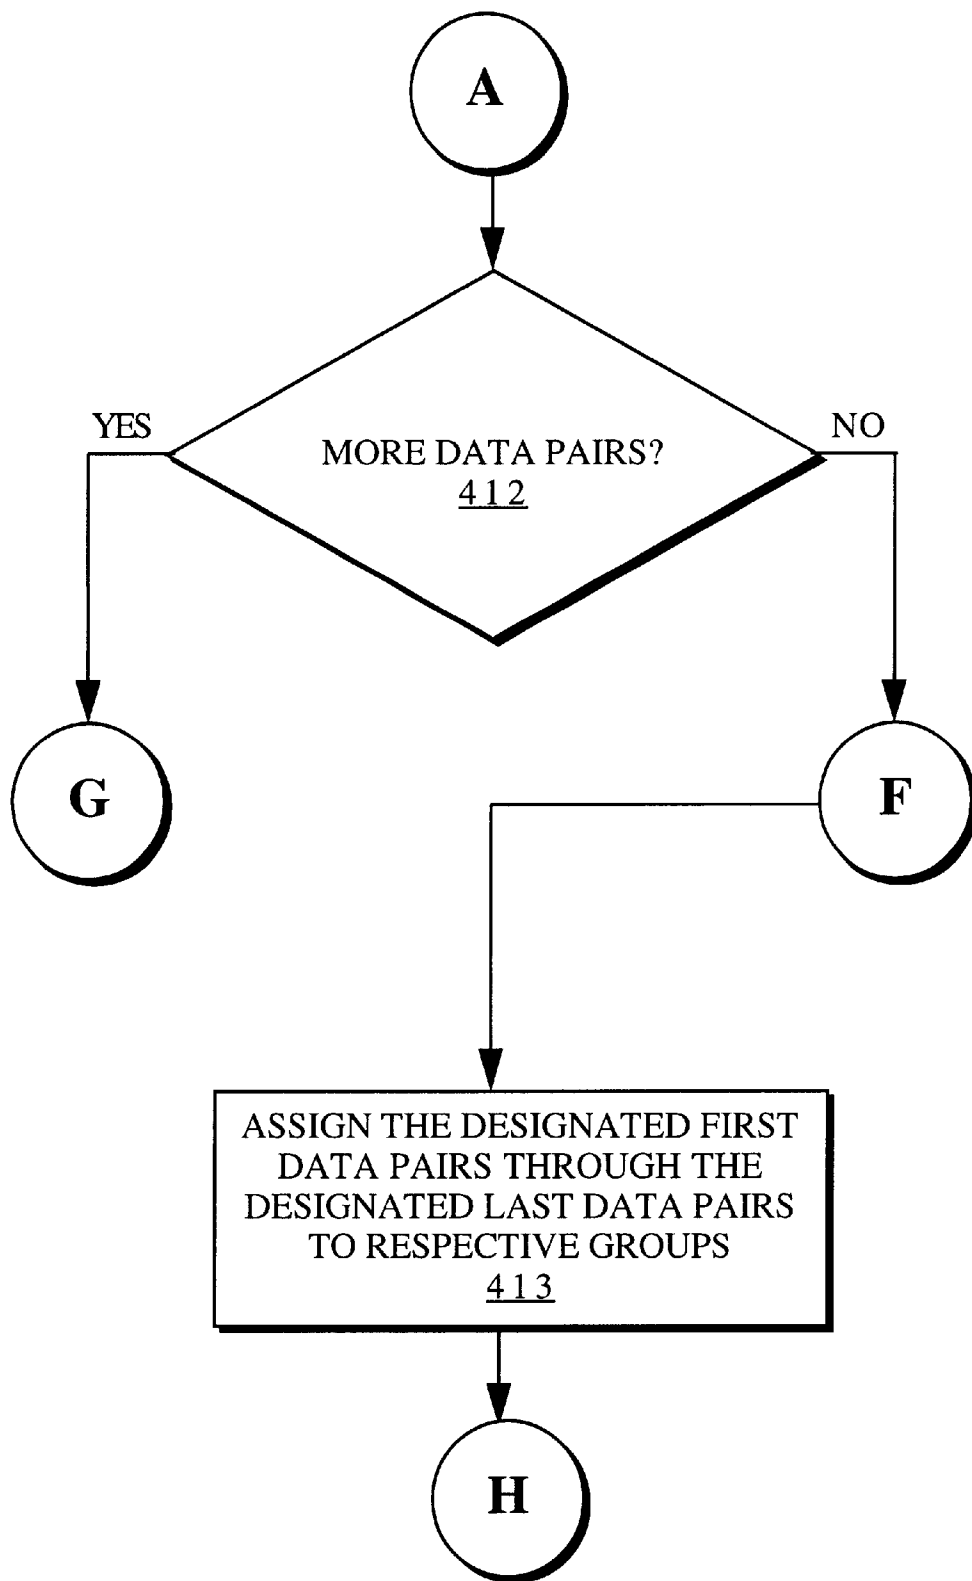 A
YES
NO
MORE DATA PAIRS?
412
G
F
ASSIGN THE DESIGNATED FIRST
DATA PAIRS THROUGH THE
DESIGNATED LAST DATA PAIRS
TO RESPECTIVE GROUPS
413
H